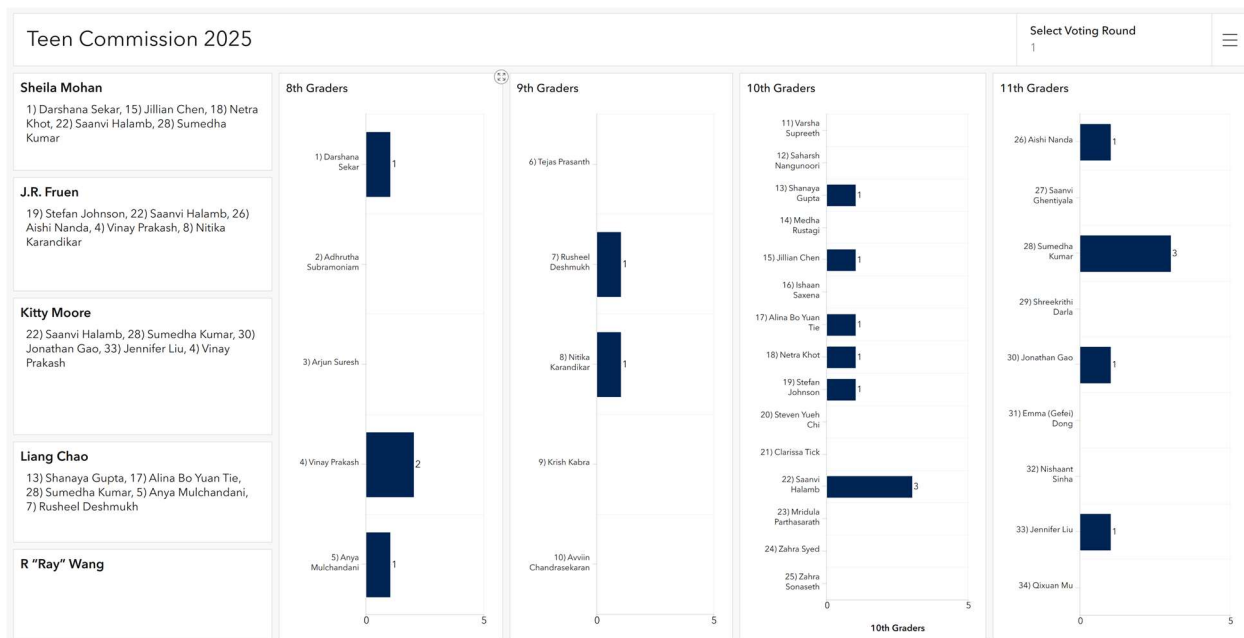 Teen Commission 2025
Select Voting Round
1
Sheila Mohan
1) Darshana Sekar, 15) Jillian Chen, 18) Netra
Khot, 22) Saanvi Halamb, 28) Sumedha
Kumar
J.R. Fruen
19) Stefan Johnson, 22) Saanvi Halamb, 26)
Aishi Nanda, 4) Vinay Prakash, 8) Nitika
Karandikar
Kitty Moore
22) Saanvi Halamb, 28) Sumedha Kumar, 30)
Jonathan Gao, 33) Jennifer Liu, 4) Vinay
Prakash
Liang Chao
13) Shanaya Gupta, 17) Alina Bo Yuan Tie,
28) Sumedha Kumar, 5) Anya Mulchandani,
7) Rusheel Deshmukh
R “Ray” Wang
8th Graders
1) Darshana
Sekar
1
2) Adhrutha
Subramoniam
3) Arjun Suresh
4) Vinay Prakash
2
5) Anya
Mulchandani
1
0 5
9th Graders
6) Tejas Prasanth
7) Rusheel
Deshmukh
1
8) Nitika
Karandikar
1
9) Krish Kabra
10) Avviin
Chandrasekaran
0 5
10th Graders
11) Varsha
Supreeth
12) Saharsh
Nangunoori
13) Shanaya
Gupta
1
14) Medha
Rustagi
15) Jillian Chen
1
16) Ishaan
Saxena
17) Alina Bo Yuan
Tie
1
18) Netra Khot
1
19) Stefan
Johnson
1
20) Steven Yueh
Chi
21) Clarissa Tick
22) Saanvi
Halamb
3
23) Mridula
Parthasarath
24) Zahra Syed
25) Zahra
Sonaseth
0 5
10th Graders
11th Graders
26) Aishi Nanda
1
27) Saanvi
Ghentiyala
28) Sumedha
Kumar
3
29) Shreekrithi
Darla
30) Jonathan Gao
1
31) Emma (Gefei)
Dong
32) Nishaant
Sinha
33) Jennifer Liu
1
34) Qixuan Mu
0 5